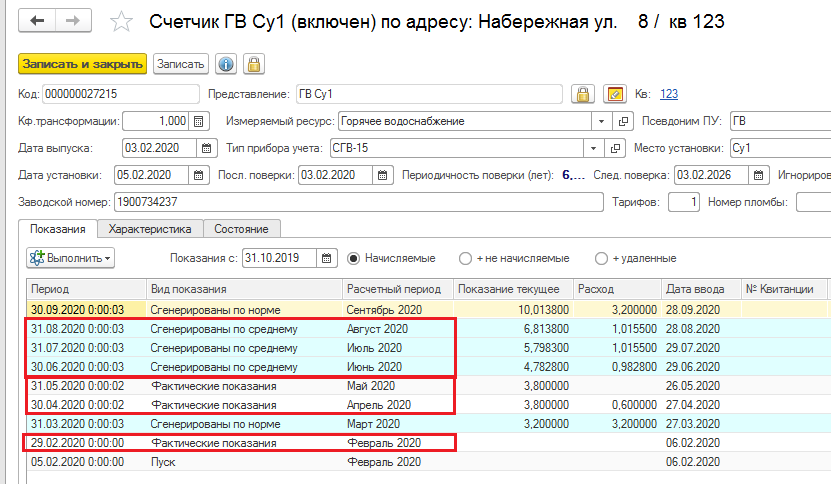 Счетчик ГВ Су1 (включен) по адресу: Набережная ул. 8 / кв 123
Записать и закрыть Записать
Код: 000000027215 Представление: ГВ Су1 Кв: 123
Кф.трансформации: 1,000 Измеряемый ресурс: Горячее водоснабжение Псевдоним ПУ: ГВ
Дата выпуска: 03.02.2020 Тип прибора учета: СГВ-15 Место установки: Су1
Дата установки: 05.02.2020 Посл. поверки: 03.02.2020 Периодичность поверки (лет): 6,... След. поверка: 03.02.2026 Игнориров
Заводской номер: 1900734237 Тарифов: 1 Номер пломбы:
Показания Характеристика Состояние
Выполнить Показания с: 31.10.2019 Начисляемые + не начисляемые + удаленные
Период Вид показания Расчетный период Показание текущее Расход Дата ввода № Квитанции
30.09.2020 0:00:03 Сгенерированы по норме Сентябрь 2020 10,013800 3,200000 28.09.2020
31.08.2020 0:00:03 Сгенерированы по среднему Август 2020 6,813800 1,015500 28.08.2020
31.07.2020 0:00:03 Сгенерированы по среднему Июль 2020 5,798300 1,015500 29.07.2020
30.06.2020 0:00:03 Сгенерированы по среднему Июнь 2020 4,782800 0,982800 29.06.2020
31.05.2020 0:00:02 Фактические показания Май 2020 3,800000 26.05.2020
30.04.2020 0:00:02 Фактические показания Апрель 2020 3,800000 0,600000 27.04.2020
31.03.2020 0:00:03 Сгенерированы по норме Март 2020 3,200000 3,200000 27.03.2020
29.02.2020 0:00:00 Фактические показания Февраль 2020 06.02.2020
05.02.2020 0:00:00 Пуск Февраль 2020 06.02.2020